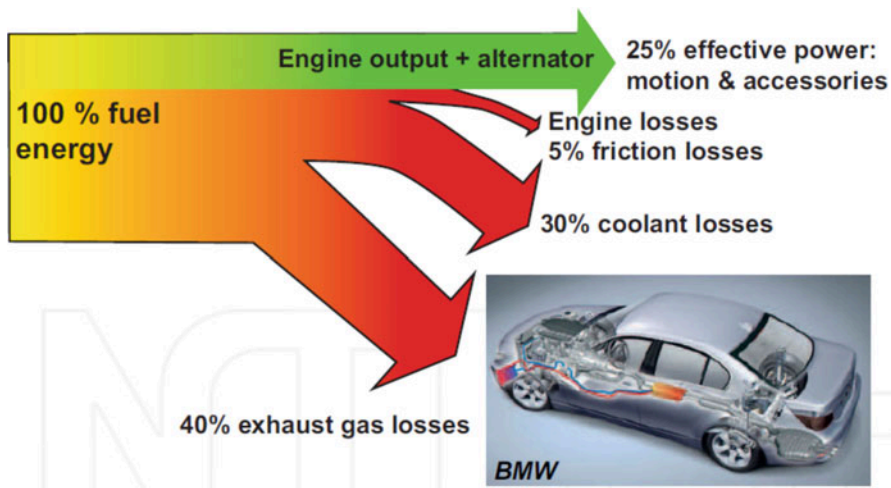 Engine output + alternator
25% effective power:
motion & accessories
100 % fuel
energy
Engine losses
5% friction losses
30% coolant losses
40% exhaust gas losses
BMW